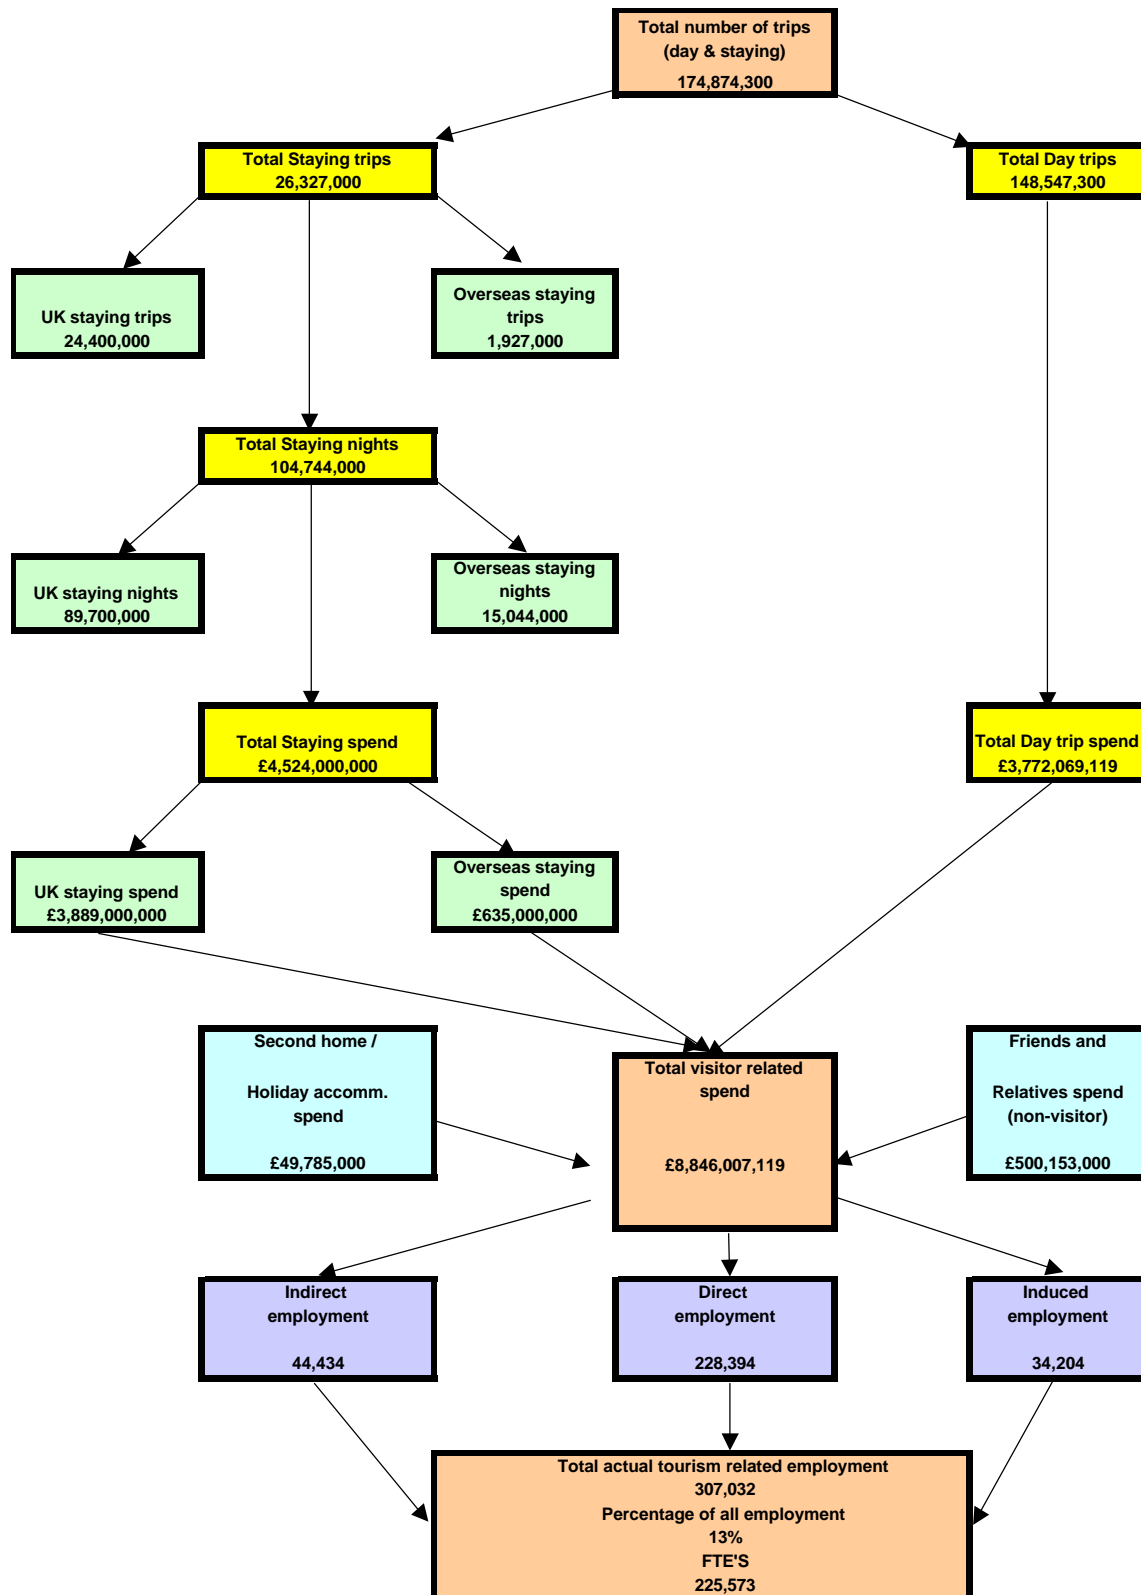 Total number of trips
(day & staying)
174,874,300
Total Staying trips
26,327,000
Total Day trips
148,547,300
UK staying trips
24,400,000
Overseas staying
trips
1,927,000
Total Staying nights
104,744,000
UK staying nights
89,700,000
Overseas staying
nights
15,044,000
Total Staying spend
£4,524,000,000
Total Day trip spend
£3,772,069,119
UK staying spend
£3,889,000,000
Overseas staying
spend
£635,000,000
Second home /
Holiday accomm.
spend
£49,785,000
Total visitor related
spend
£8,846,007,119
Friends and
Relatives spend
(non-visitor)
£500,153,000
Indirect
employment
44,434
Direct
employment
228,394
Induced
employment
34,204
Total actual tourism related employment
307,032
Percentage of all employment
13%
FTE'S
225,573